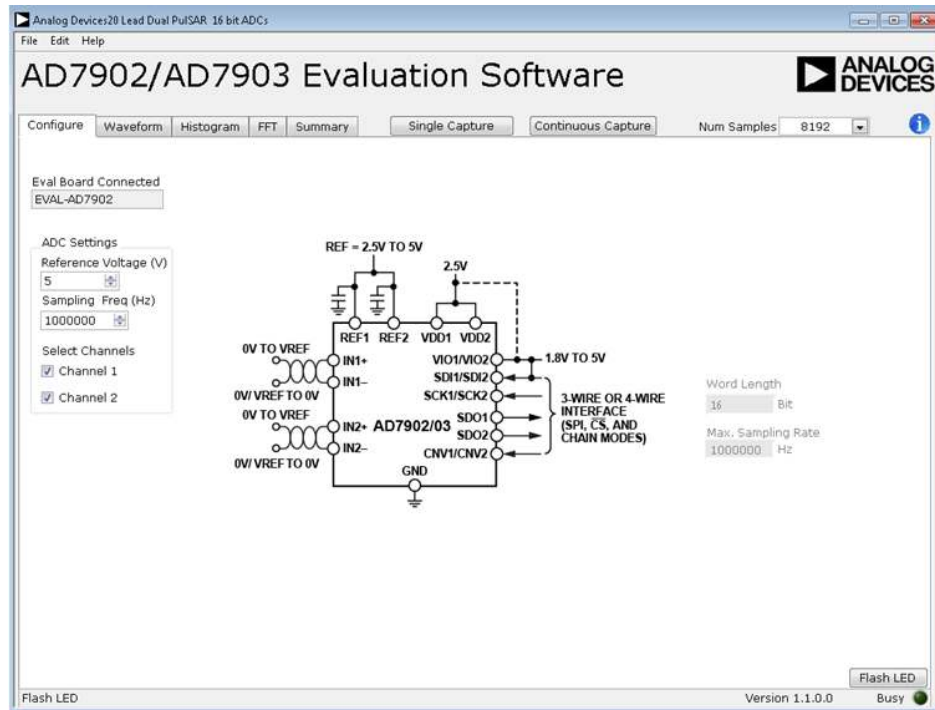 Analog Devices20 Lead Dual PulSAR 16 bit ADCs
File Edit Help
AD7902/AD7903 Evaluation Software
ANALOG
DEVICES
Configure Waveform Histogram FFT Summary Single Capture Continuous Capture Num Samples 8192
Eval Board Connected
EVAL-AD7902
ADC Settings
Reference Voltage (V)
5
Sampling Freq (Hz)
1000000
Select Channels
Channel 1
Channel 2
REF = 2.5V TO 5V
2.5V
REF1 REF2 VDD1 VDD2
0V TO VREF
IN1+
IN1–
0V/ VREF TO 0V
0V TO VREF
IN2+
IN2–
0V/ VREF TO 0V
AD7902/03
VIO1/VIO2
1.8V TO 5V
SDI1/SDI2
SCK1/SCK2
SDO1
SDO2
CNV1/CNV2
3-WIRE OR 4-WIRE
INTERFACE
(SPI, CS, AND
CHAIN MODES)
GND
Word Length
16 Bit
Max. Sampling Rate
1000000 Hz
Flash LED
Flash LED Version 1.1.0.0 Busy